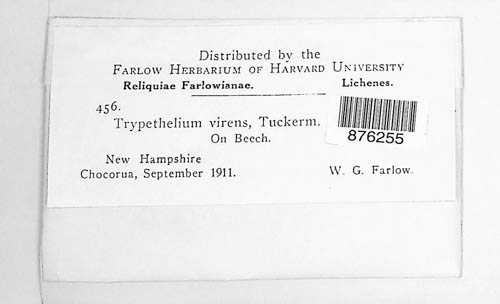 Distributed by the
FARLOW HERBARIUM OF HARVARD UNIVERSITY
Reliquiae Farlowianae. Lichenes.
456.
Trypethelium virens, Tuckerm.
On Beech.
876255
New Hampshire
Chocorua, September 1911. W. G. Farlow.